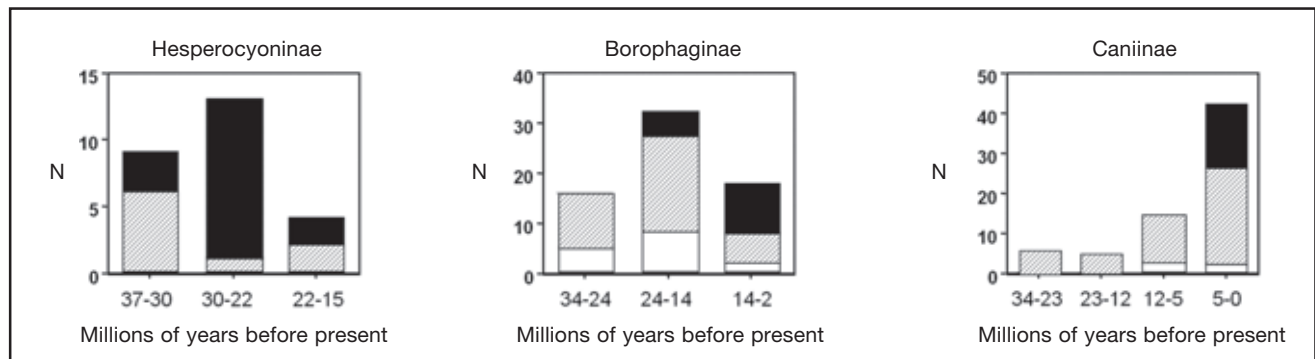 Hesperocyoninae
15
10
N
5
0
37-30 30-22 22-15
Millions of years before present
Borophaginae
40
30
N
20
10
0
34-24 24-14 14-2
Millions of years before present
Caniinae
50
40
30
N
20
10
0
34-23 23-12 12-5 5-0
Millions of years before present